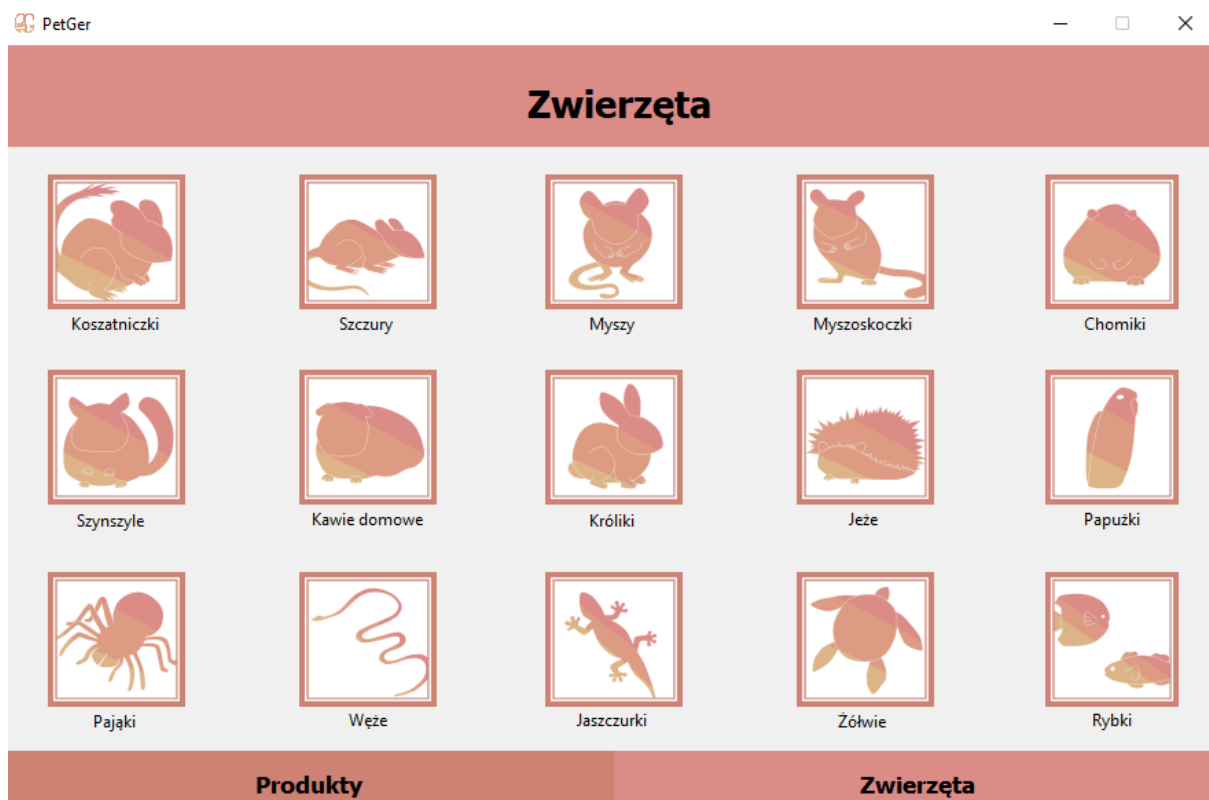 PetGer
Zwierzęta
Koszatniczki Szczury Myszy Myszoskoczki Chomiki
Szynszyle Kawie domowe Króliki Jeże Papużki
Pająki Węże Jaszczurki Żółwie Rybki
Produkty Zwierzęta